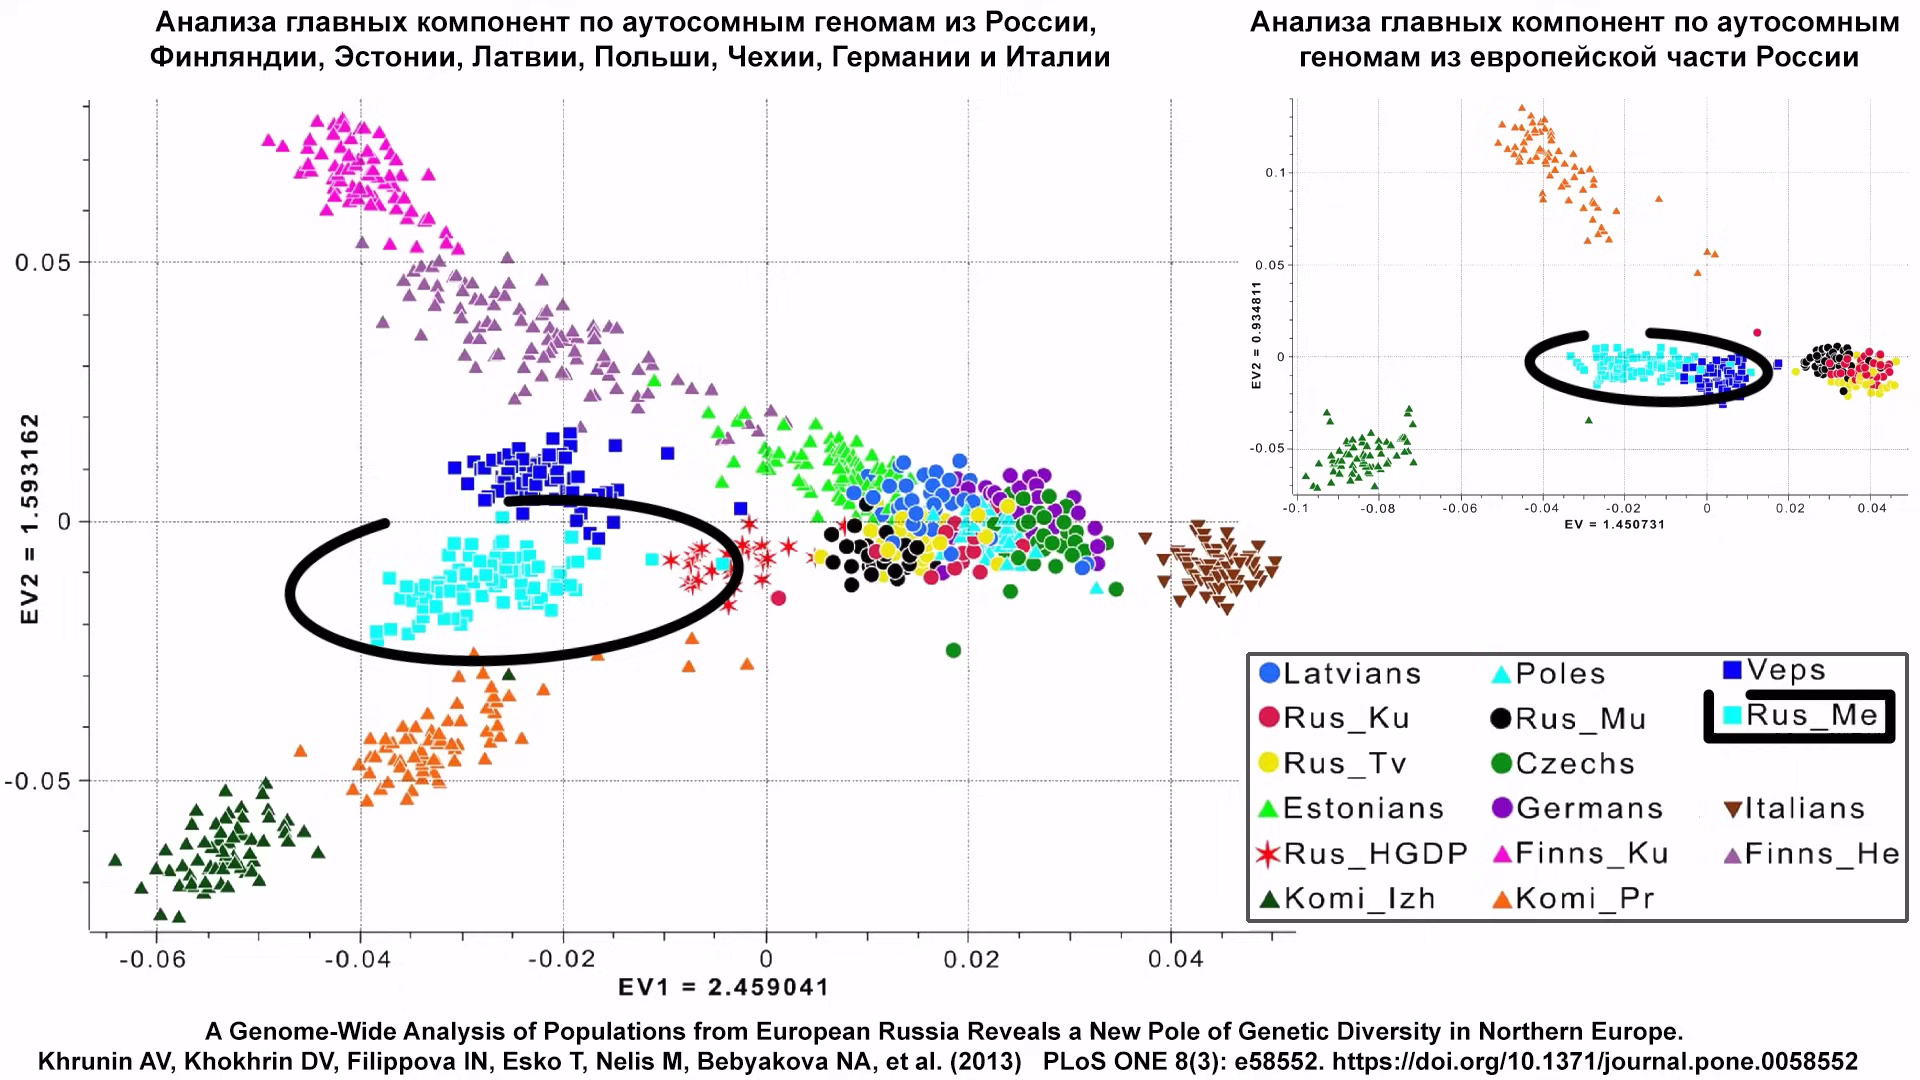 Анализа главных компонент по аутосомным геномам из России,
Финляндии, Эстонии, Латвии, Польши, Чехии, Германии и Италии
0.05
0
-0.05
EV2 = 1.593162
-0.06
-0.04
-0.02
0
0.02
0.04
EV1 = 2.459041
Анализа главных компонент по аутосомным
геномам из европейской части России
0.1
0.05
0
-0.05
EV2 = 0.934811
-0.1
-0.08
-0.06
-0.04
-0.02
0
0.02
0.04
EV = 1.450731
Latvians Poles Veps
Rus_Ku Rus_Mu Rus_Me
Rus_Tv Czechs
Estonians Germans Italians
Rus_HGDP Finns_Ku Finns_He
Komi_Izh Komi_Pr
A Genome-Wide Analysis of Populations from European Russia Reveals a New Pole of Genetic Diversity in Northern Europe.
Khrunin AV, Khokhrin DV, Filippova IN, Esko T, Nelis M, Bebyakova NA, et al. (2013) PLoS ONE 8(3): e58552. https://doi.org/10.1371/journal.pone.0058552